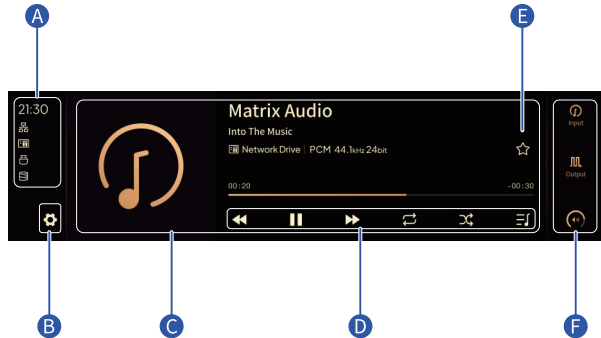 A
E
21:30
Matrix Audio
Into The Music
Network Drive | PCM 44.1kHz 24bit
00:20
-00:30
Input
Output
B
C
D
F